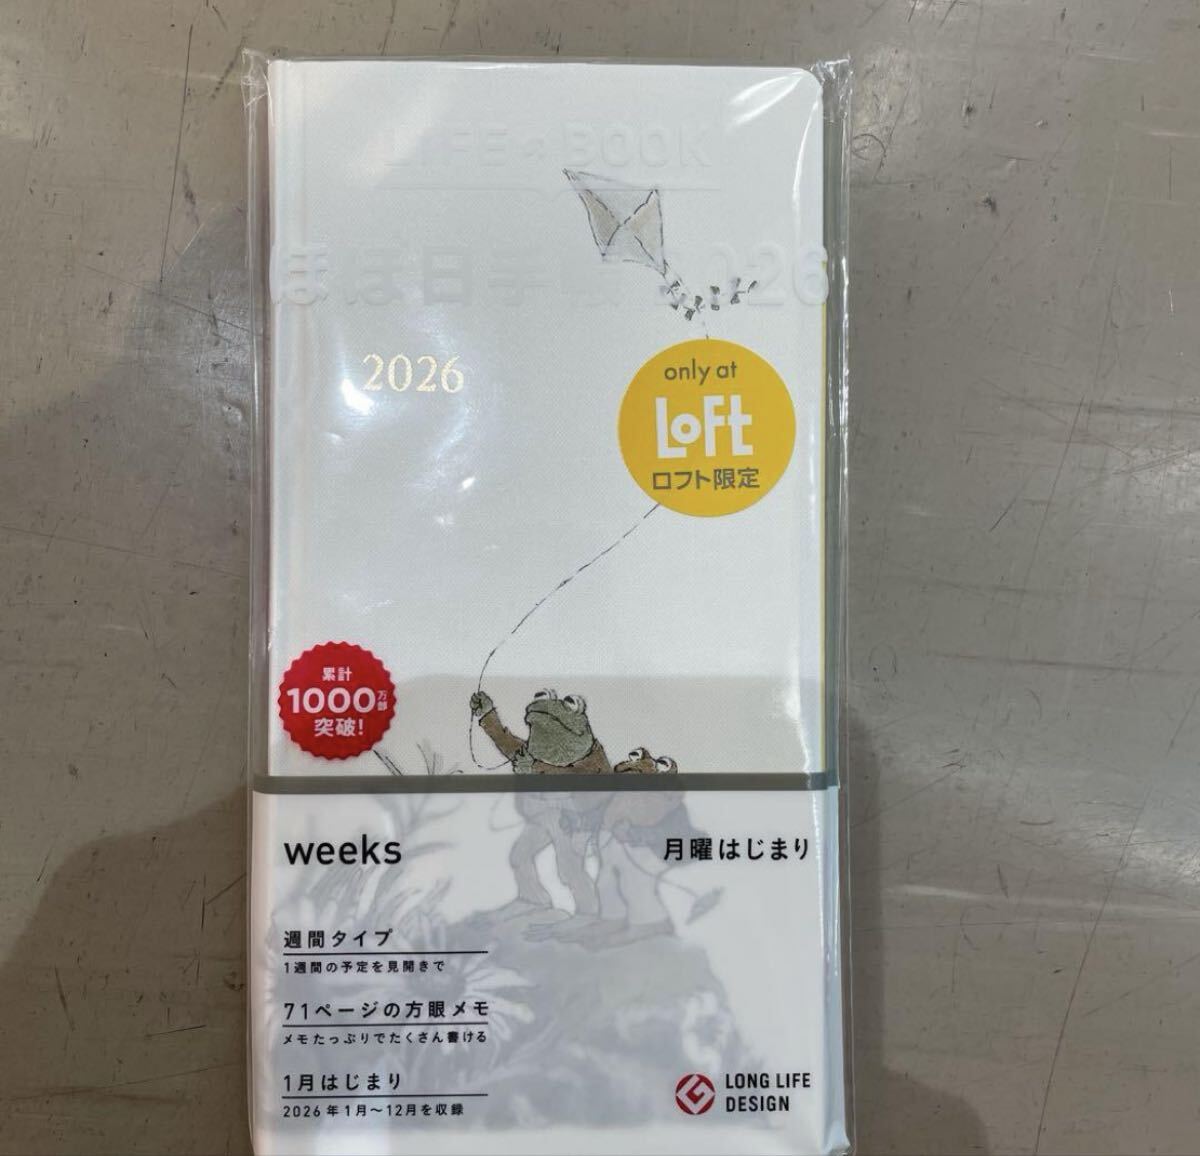 LIFE・BOOK
ほぼ日手帳 2026
2026
only at
LOFT
ロフト限定
累計
1000万部
突破!
weeks
月曜はじまり
週間タイプ
1週間の予定を見開きで
71ページの方眼メモ
メモたっぷりでたくさん書ける
1月はじまり
2026年1月〜12月を収録
LONG LIFE
DESIGN